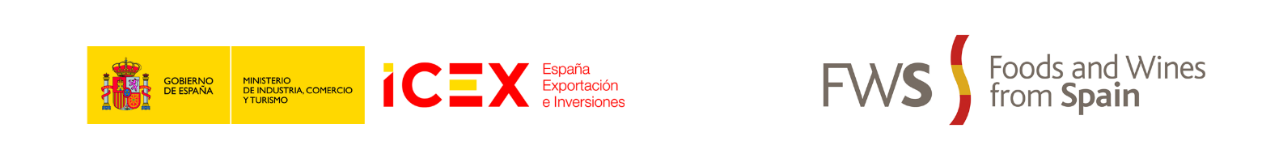 GOBIERNO
DE ESPAÑA
MINISTERIO
DE INDUSTRIA, COMERCIO
Y TURISMO
iCEX
España
Exportación
e Inversiones
FWS
Foods and Wines
from Spain